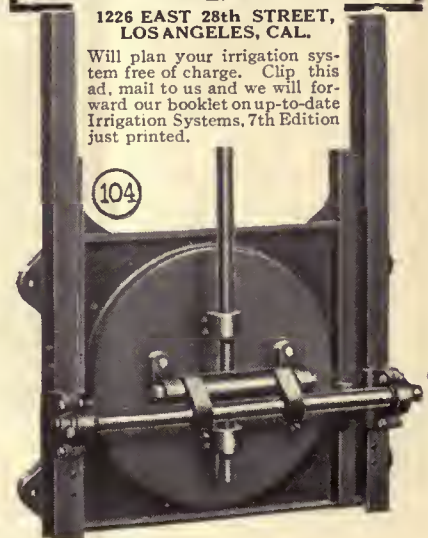 1226 EAST 28th STREET,
LOS ANGELES, CAL.
Will plan your irrigation sys-
tem free of charge. Clip this
ad, mail to us and we will for-
ward our booklet on up-to-date
Irrigation Systems, 7th Edition
just printed.
104